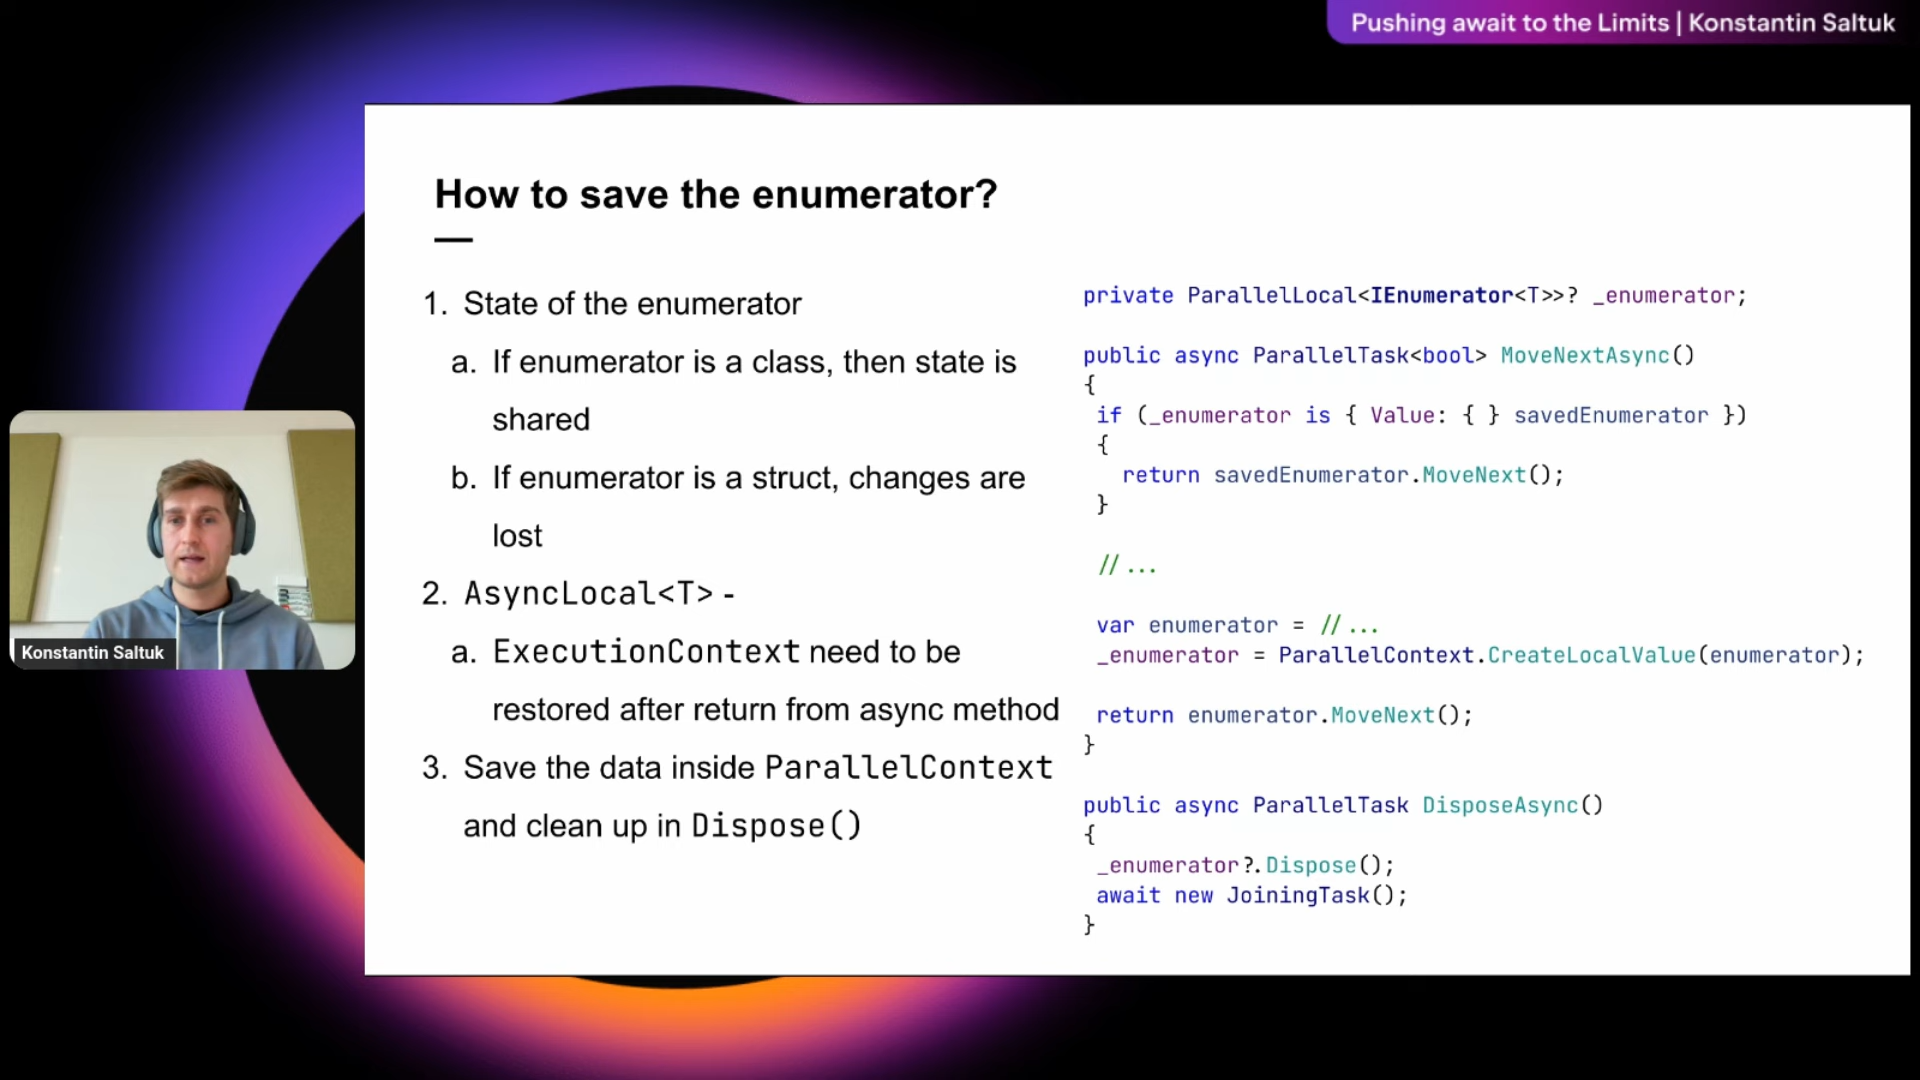 Pushing await to the Limits | Konstantin Saltuk
How to save the enumerator?
1. State of the enumerator
a. If enumerator is a class, then state is
shared
b. If enumerator is a struct, changes are
lost
2. AsyncLocal<T> -
a. ExecutionContext need to be
restored after return from async method
3. Save the data inside ParallelContext
and clean up in Dispose()
private ParallelLocal<IEnumerator<T>>? _enumerator;
public async ParallelTask<bool> MoveNextAsync()
{
if (_enumerator is { Value: { } savedEnumerator })
{
return savedEnumerator.MoveNext();
}
// ...
var enumerator = // ...
_enumerator = ParallelContext.CreateLocalValue(enumerator);
return enumerator.MoveNext();
}
public async ParallelTask DisposeAsync()
{
_enumerator?.Dispose();
await new JoiningTask();
}
Konstantin Saltuk